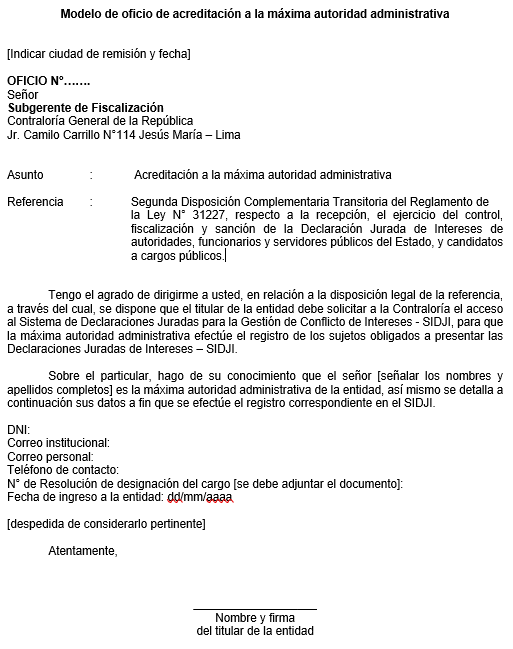 Modelo de oficio de acreditación a la máxima autoridad administrativa
[Indicar ciudad de remisión y fecha]
OFICIO N°…….
Señor
Subgerente de Fiscalización
Contraloría General de la República
Jr. Camilo Carrillo N°114 Jesús María – Lima
Asunto : Acreditación a la máxima autoridad administrativa
Referencia : Segunda Disposición Complementaria Transitoria del Reglamento de
la Ley N° 31227, respecto a la recepción, el ejercicio del control,
fiscalización y sanción de la Declaración Jurada de Intereses de
autoridades, funcionarios y servidores públicos del Estado, y candidatos
a cargos públicos.
Tengo el agrado de dirigirme a usted, en relación a la disposición legal de la referencia,
a través del cual, se dispone que el titular de la entidad debe solicitar a la Contraloría el acceso
al Sistema de Declaraciones Juradas para la Gestión de Conflicto de Intereses - SIDJI, para que
la máxima autoridad administrativa efectúe el registro de los sujetos obligados a presentar las
Declaraciones Juradas de Intereses – SIDJI.
Sobre el particular, hago de su conocimiento que el señor [señalar los nombres y
apellidos completos] es la máxima autoridad administrativa de la entidad, así mismo se detalla a
continuación sus datos a fin que se efectúe el registro correspondiente en el SIDJI.
DNI:
Correo institucional:
Correo personal:
Teléfono de contacto:
N° de Resolución de designación del cargo [se debe adjuntar el documento]:
Fecha de ingreso a la entidad: dd/mm/aaaa
[despedida de considerarlo pertinente]
Atentamente,
Nombre y firma
del titular de la entidad